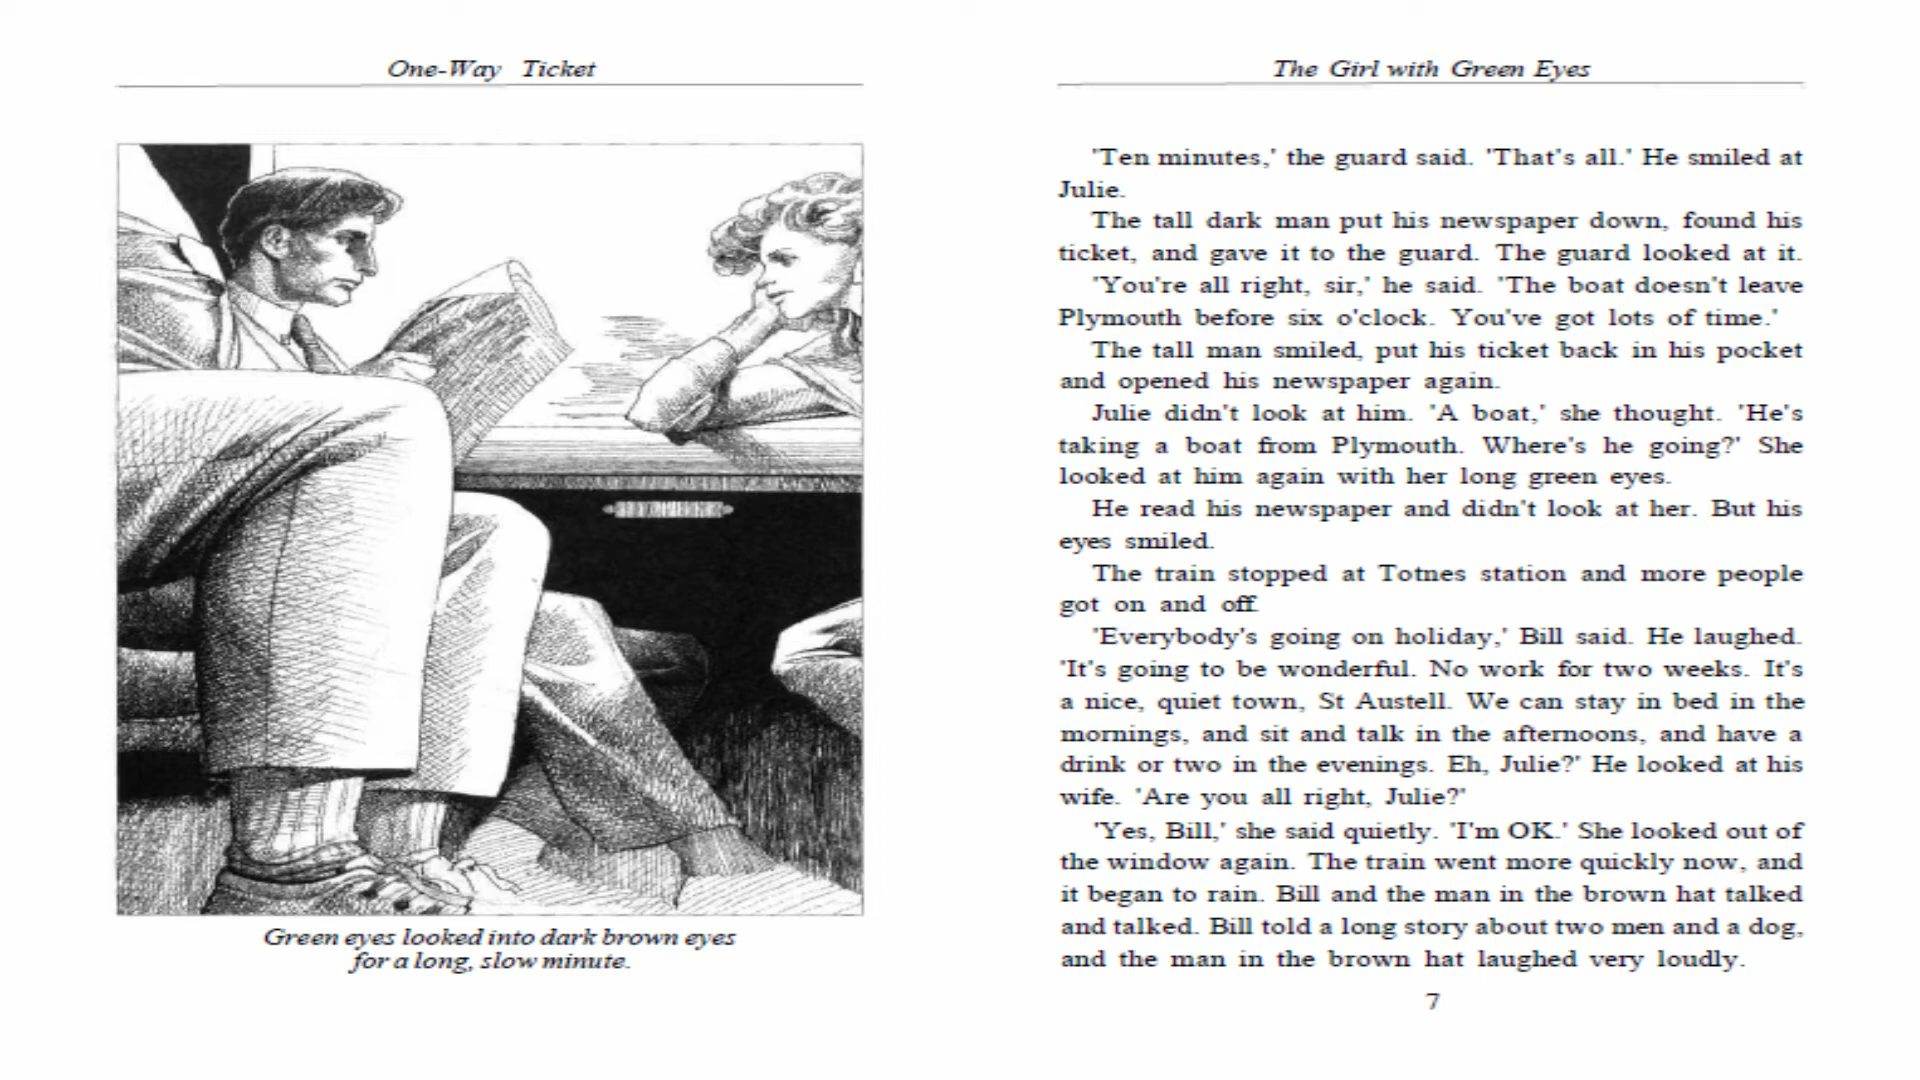 One-Way Ticket
Green eyes looked into dark brown eyes
for a long, slow minute.
The Girl with Green Eyes
'Ten minutes,' the guard said. 'That's all.' He smiled at
Julie.
The tall dark man put his newspaper down, found his
ticket, and gave it to the guard. The guard looked at it.
'You're all right, sir,' he said. 'The boat doesn't leave
Plymouth before six o'clock. You've got lots of time.'
The tall man smiled, put his ticket back in his pocket
and opened his newspaper again.
Julie didn't look at him. 'A boat,' she thought. 'He's
taking a boat from Plymouth. Where's he going?' She
looked at him again with her long green eyes.
He read his newspaper and didn't look at her. But his
eyes smiled.
The train stopped at Totnes station and more people
got on and off.
'Everybody's going on holiday,' Bill said. He laughed.
'It's going to be wonderful. No work for two weeks. It's
a nice, quiet town, St Austell. We can stay in bed in the
mornings, and sit and talk in the afternoons, and have a
drink or two in the evenings. Eh, Julie?' He looked at his
wife. 'Are you all right, Julie?'
'Yes, Bill,' she said quietly. 'I'm OK.' She looked out of
the window again. The train went more quickly now, and
it began to rain. Bill and the man in the brown hat talked
and talked. Bill told a long story about two men and a dog,
and the man in the brown hat laughed very loudly.
7